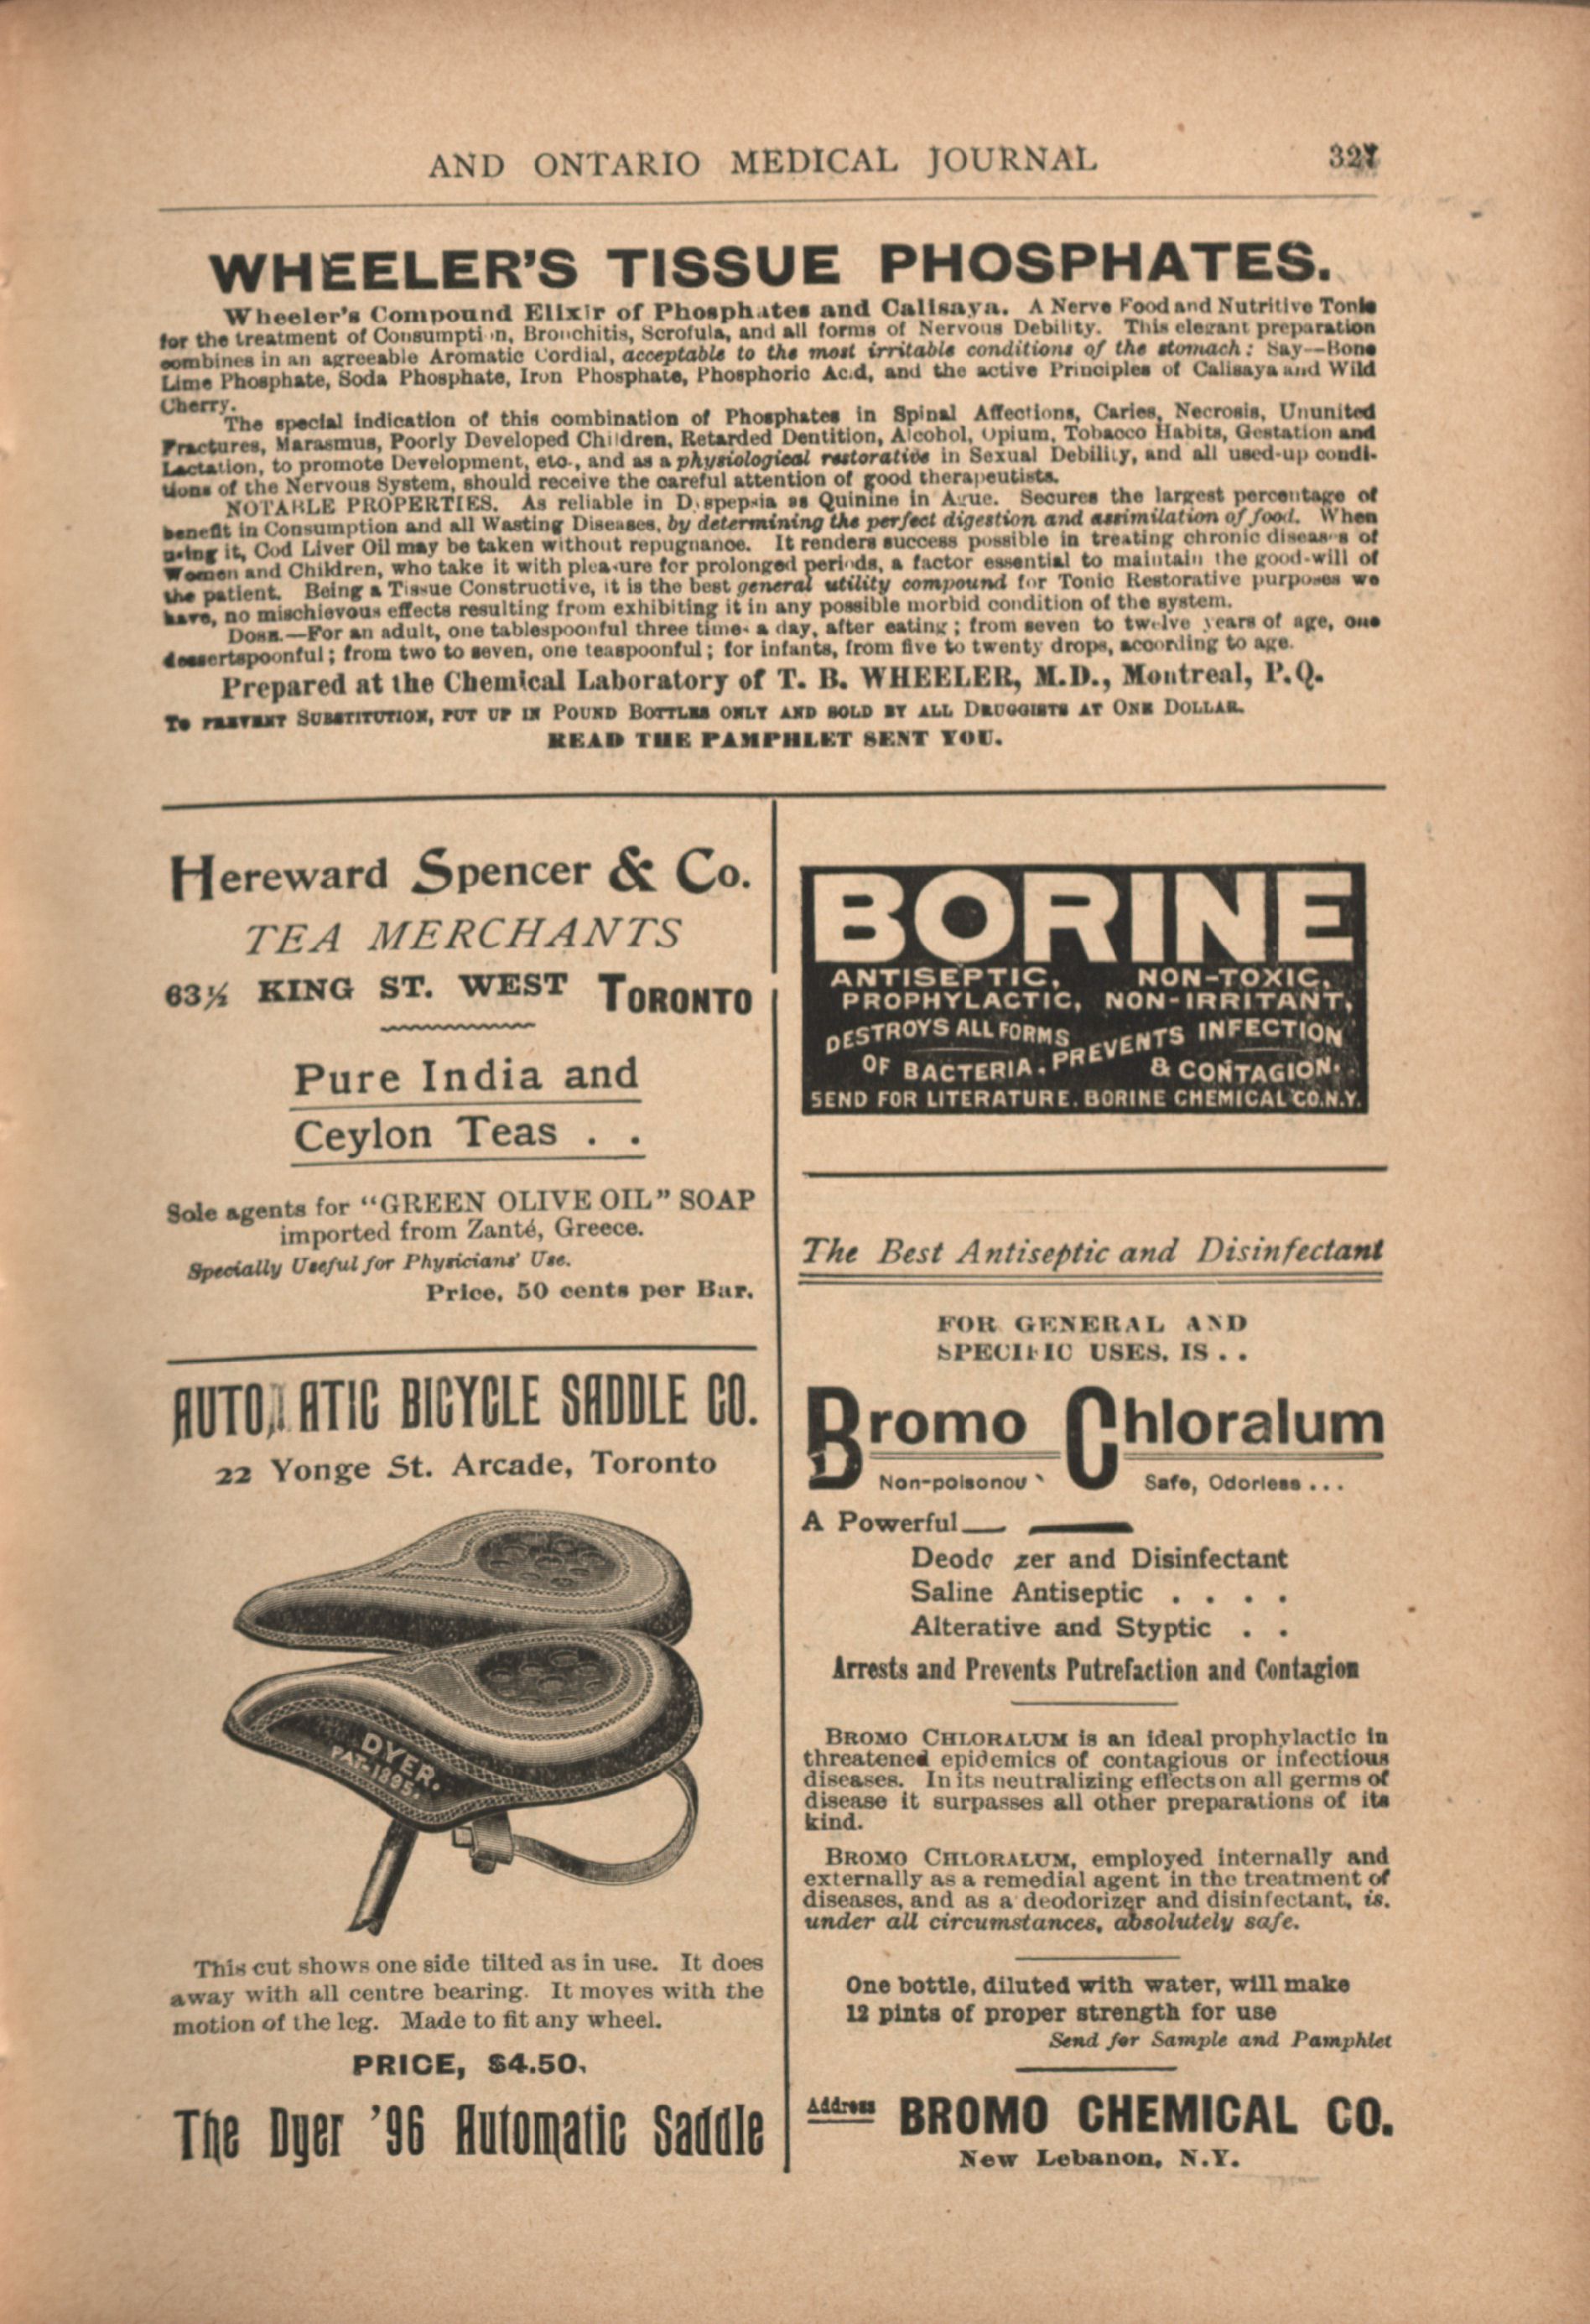 AND ONTARIO MEDICAL JOURNAL 327
WHEELER'S TISSUE PHOSPHATES.
Wheeler's Compound Elixir of Phosphates and Calisaya. A Nerve Food and Nutritive Tonic
for the treatment of Consumption, Bronchitis, Scrofula, and all forms of Nervous Debility. This elegant preparation
combines in an agreeable Aromatic Cordial, acceptable to the most irritable conditions of the stomach: Say—Bone
Lime Phosphate, Soda Phosphate, Iron Phosphate, Phosphoric Acid, and the active Principles of Calisaya and Wild
Cherry.
The special indication of this combination of Phosphates in Spinal Affections, Caries, Necrosis, Ununited
Fractures, Marasmus, Poorly Developed Children, Retarded Dentition, Alcohol, Opium, Tobacco Habits, Gestation and
Lactation, to promote Development, etc., and as a physiological restorative in Sexual Debility, and all used-up condi-
tions of the Nervous System, should receive the careful attention of good therapeutists.
NOTABLE PROPERTIES. As reliable in Dyspepsia as Quinine in Ague. Secures the largest percentage of
benefit in Consumption and all Wasting Diseases, by determining the perfect digestion and assimilation of food. When
using it, Cod Liver Oil may be taken without repugnance. It renders success possible in treating chronic diseases of
Women and Children, who take it with pleasure for prolonged periods, a factor essential to maintain the good-will of
the patient. Being a Tissue Constructive, it is the best general utility compound for Tonic Restorative purposes we
have, no mischievous effects resulting from exhibiting it in any possible morbid condition of the system.
DOSE.—For an adult, one tablespoonful three times a day, after eating; from seven to twelve years of age, one
dessertspoonful; from two to seven, one teaspoonful; for infants, from five to twenty drops, according to age.
Prepared at the Chemical Laboratory of T. B. WHEELER, M.D., Montreal, P.Q.
TO PREVENT SUBSTITUTION, PUT UP IN POUND BOTTLES ONLY AND SOLD BY ALL DRUGGISTS AT ONE DOLLAR.
READ THE PAMPHLET SENT YOU.
Hereward Spencer & Co.
TEA MERCHANTS
63½ KING ST. WEST TORONTO
Pure India and
Ceylon Teas . .
Sole agents for "GREEN OLIVE OIL" SOAP
imported from Zanté, Greece.
Specially Useful for Physicians' Use.
Price, 50 cents per Bar.
AUTOMATIC BICYCLE SADDLE CO.
22 Yonge St. Arcade, Toronto
DYER.
PAT-1895.
This cut shows one side tilted as in use. It does
away with all centre bearing. It moves with the
motion of the leg. Made to fit any wheel.
PRICE, $4.50.
The Dyer '96 Automatic Saddle
BORINE
ANTISEPTIC, NON-TOXIC,
PROPHYLACTIC, NON-IRRITANT,
DESTROYS ALL FORMS
OF BACTERIA. PREVENTS INFECTION
& CONTAGION.
SEND FOR LITERATURE. BORINE CHEMICAL CO. N.Y.
The Best Antiseptic and Disinfectant
FOR GENERAL AND
SPECIFIC USES, IS . .
Bromo Chloralum
Non-poisonou Safe, Odorless . . .
A Powerful
Deodo zer and Disinfectant
Saline Antiseptic . . . .
Alterative and Styptic . .
Arrests and Prevents Putrefaction and Contagion
BROMO CHLORALUM is an ideal prophylactic in
threatened epidemics of contagious or infectious
diseases. In its neutralizing effects on all germs of
disease it surpasses all other preparations of its
kind.
BROMO CHLORALUM, employed internally and
externally as a remedial agent in the treatment of
diseases, and as a deodorizer and disinfectant, is,
under all circumstances, absolutely safe.
One bottle, diluted with water, will make
12 pints of proper strength for use
Send for Sample and Pamphlet
Address BROMO CHEMICAL CO.
New Lebanon, N.Y.